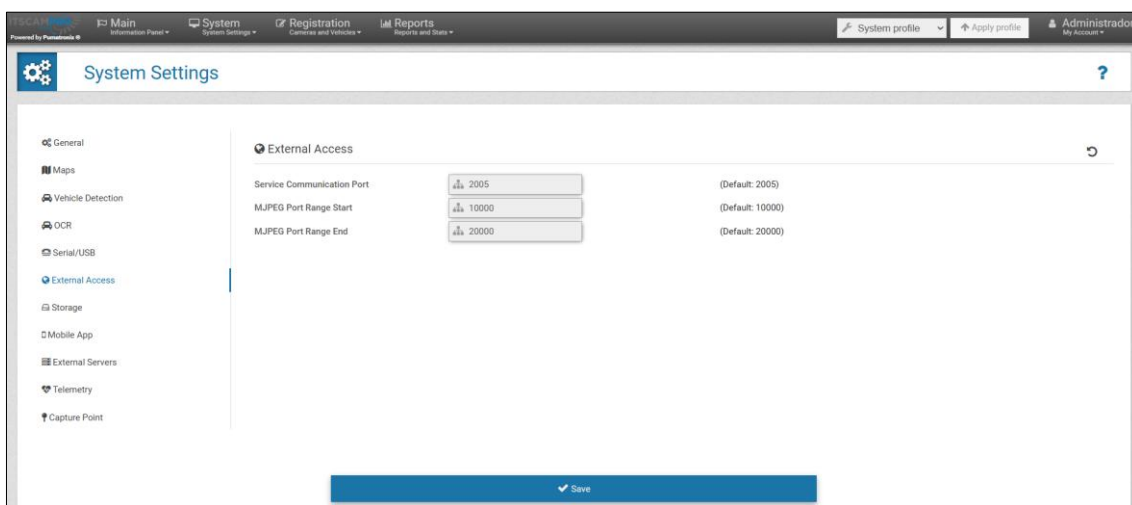 ITSCAMPRO
Powered by Pumatronix ®
Main
Information Panel
System
System Settings
Registration
Cameras and Vehicles
Reports
Reports and Stats
System profile
Apply profile
Administrador
My Account
System Settings
?
General
Maps
Vehicle Detection
OCR
Serial/USB
External Access
Storage
Mobile App
External Servers
Telemetry
Capture Point
External Access
Service Communication Port 2005 (Default: 2005)
MJPEG Port Range Start 10000 (Default: 10000)
MJPEG Port Range End 20000 (Default: 20000)
Save